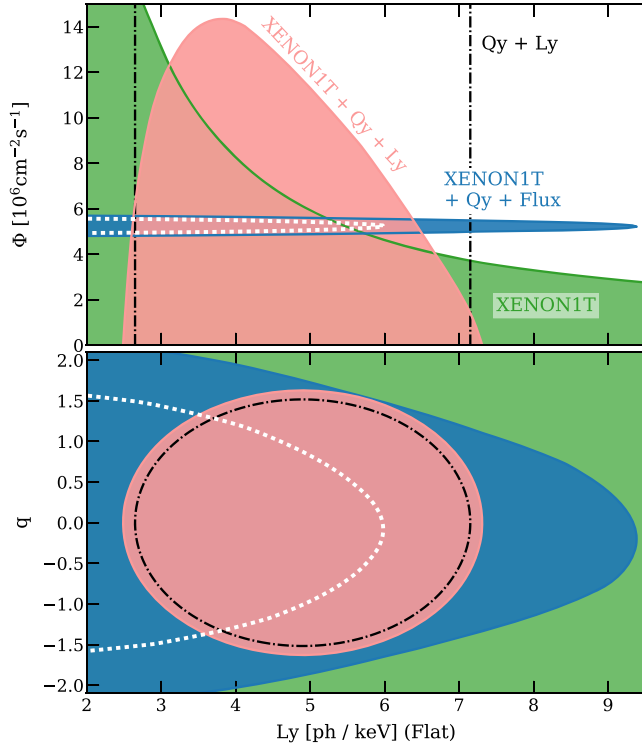 14
12
10
8
6
4
2
0
Φ [10⁶cm⁻²s⁻¹]
Qy + Ly
XENON1T + Qy + Ly
XENON1T
+ Qy + Flux
XENON1T
2.0
1.5
1.0
0.5
0.0
−0.5
−1.0
−1.5
−2.0
q
2 3 4 5 6 7 8 9
Ly [ph / keV] (Flat)